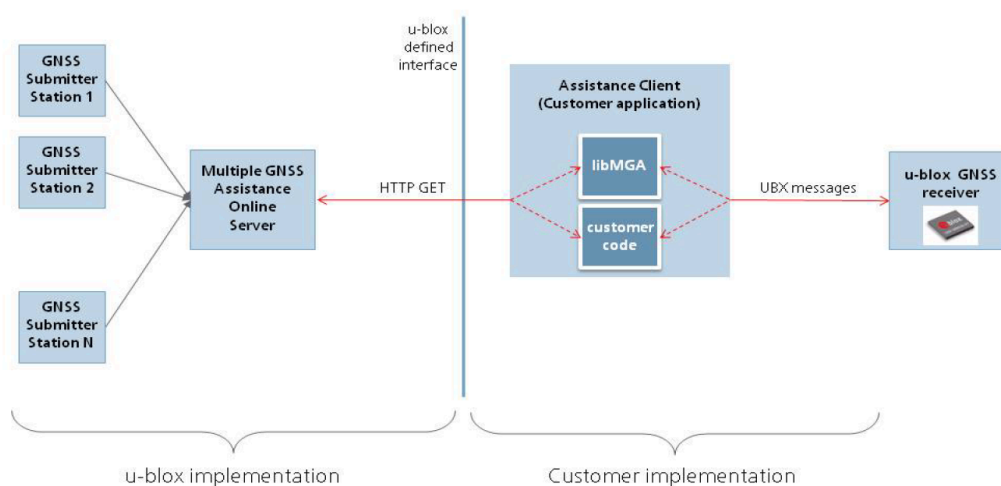 GNSS
Submitter
Station 1
GNSS
Submitter
Station 2
GNSS
Submitter
Station N
Multiple GNSS
Assistance
Online
Server
u-blox
defined
interface
HTTP GET
Assistance Client
(Customer application)
libMGA
customer
code
UBX messages
u-blox GNSS
receiver
u-blox implementation
Customer implementation